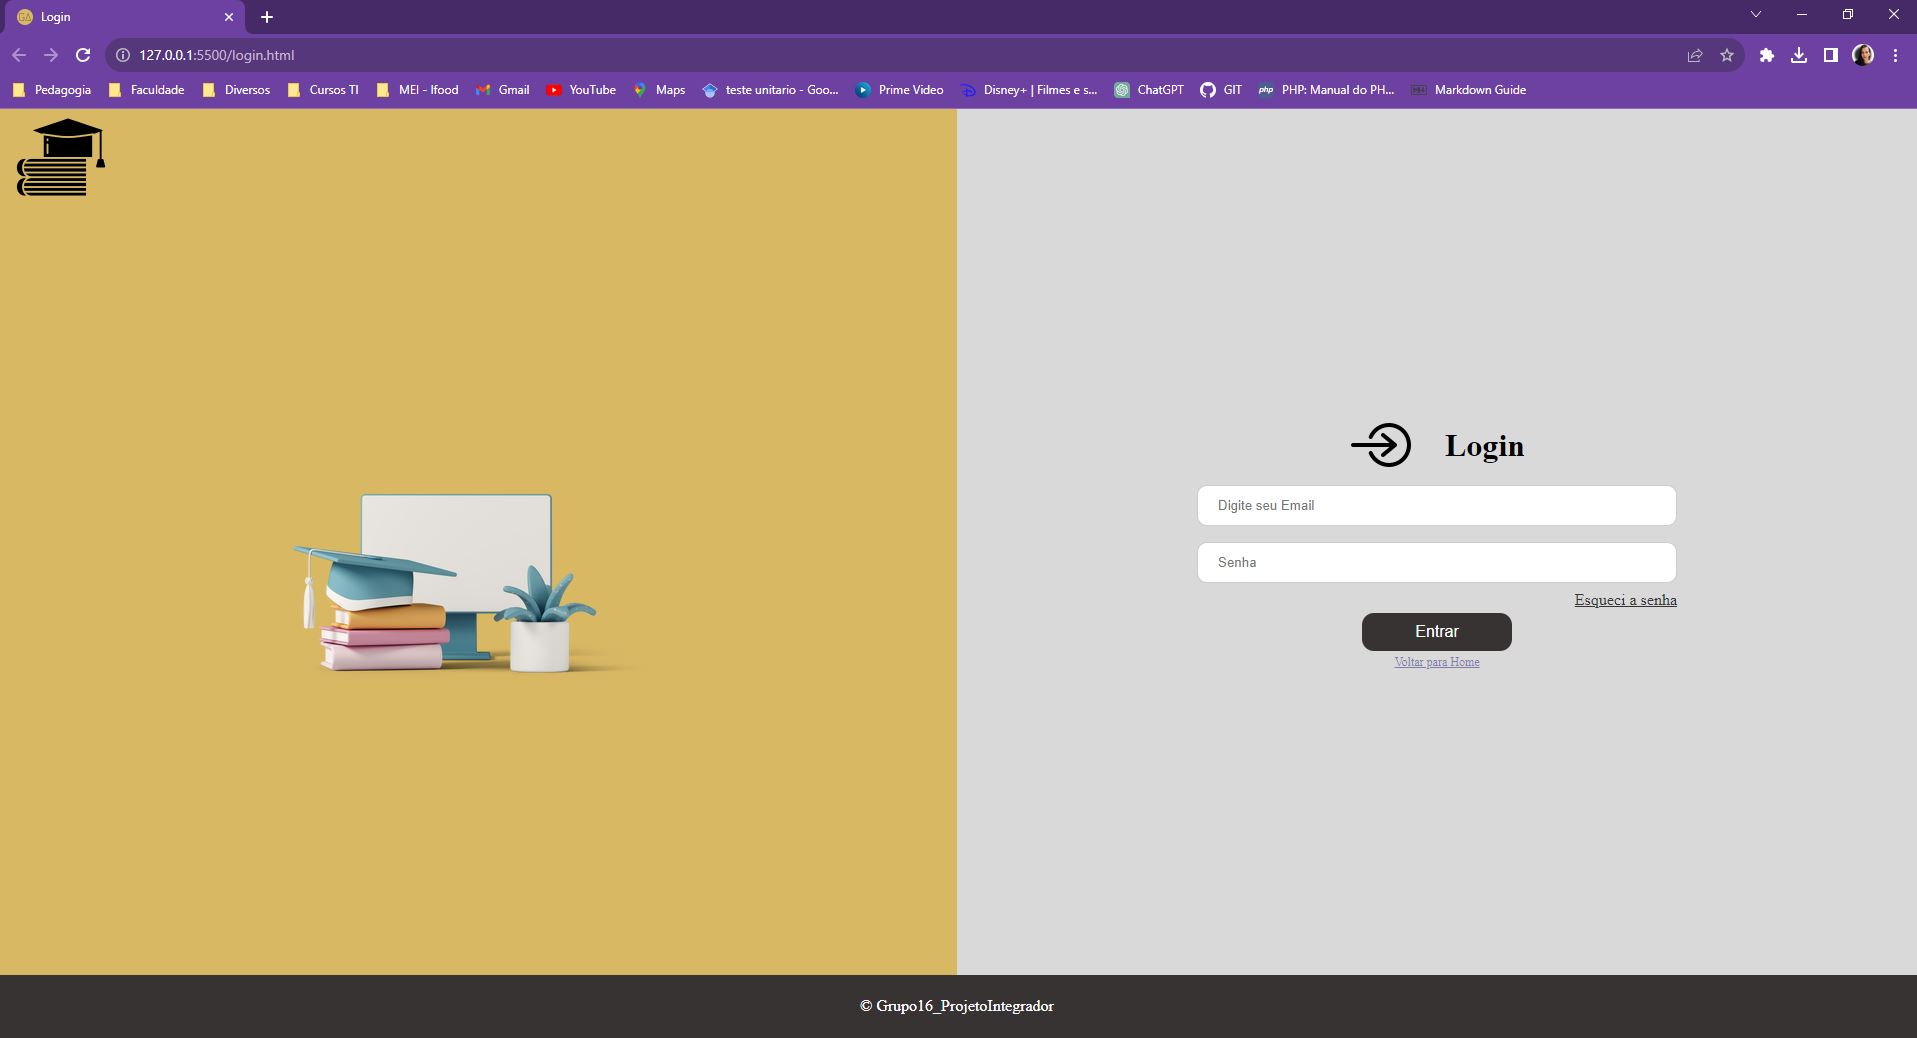 Login
127.0.0.1:5500/login.html
Pedagogia
Faculdade
Diversos
Cursos TI
MEI - Ifood
Gmail
YouTube
Maps
teste unitario - Goo...
Prime Video
Disney+ | Filmes e s...
ChatGPT
GIT
php PHP: Manual do PH...
Markdown Guide
Login
Digite seu Email
Senha
Esqueci a senha
Entrar
Voltar para Home
© Grupo16_ProjetoIntegrador